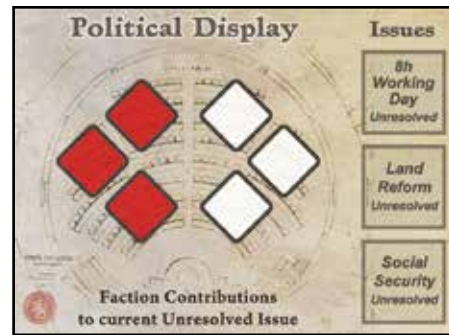 Political Display
Issues
8h
Working
Day
Unresolved
Land
Reform
Unresolved
Social
Security
Unresolved
Faction Contributions
to current Unresolved Issue